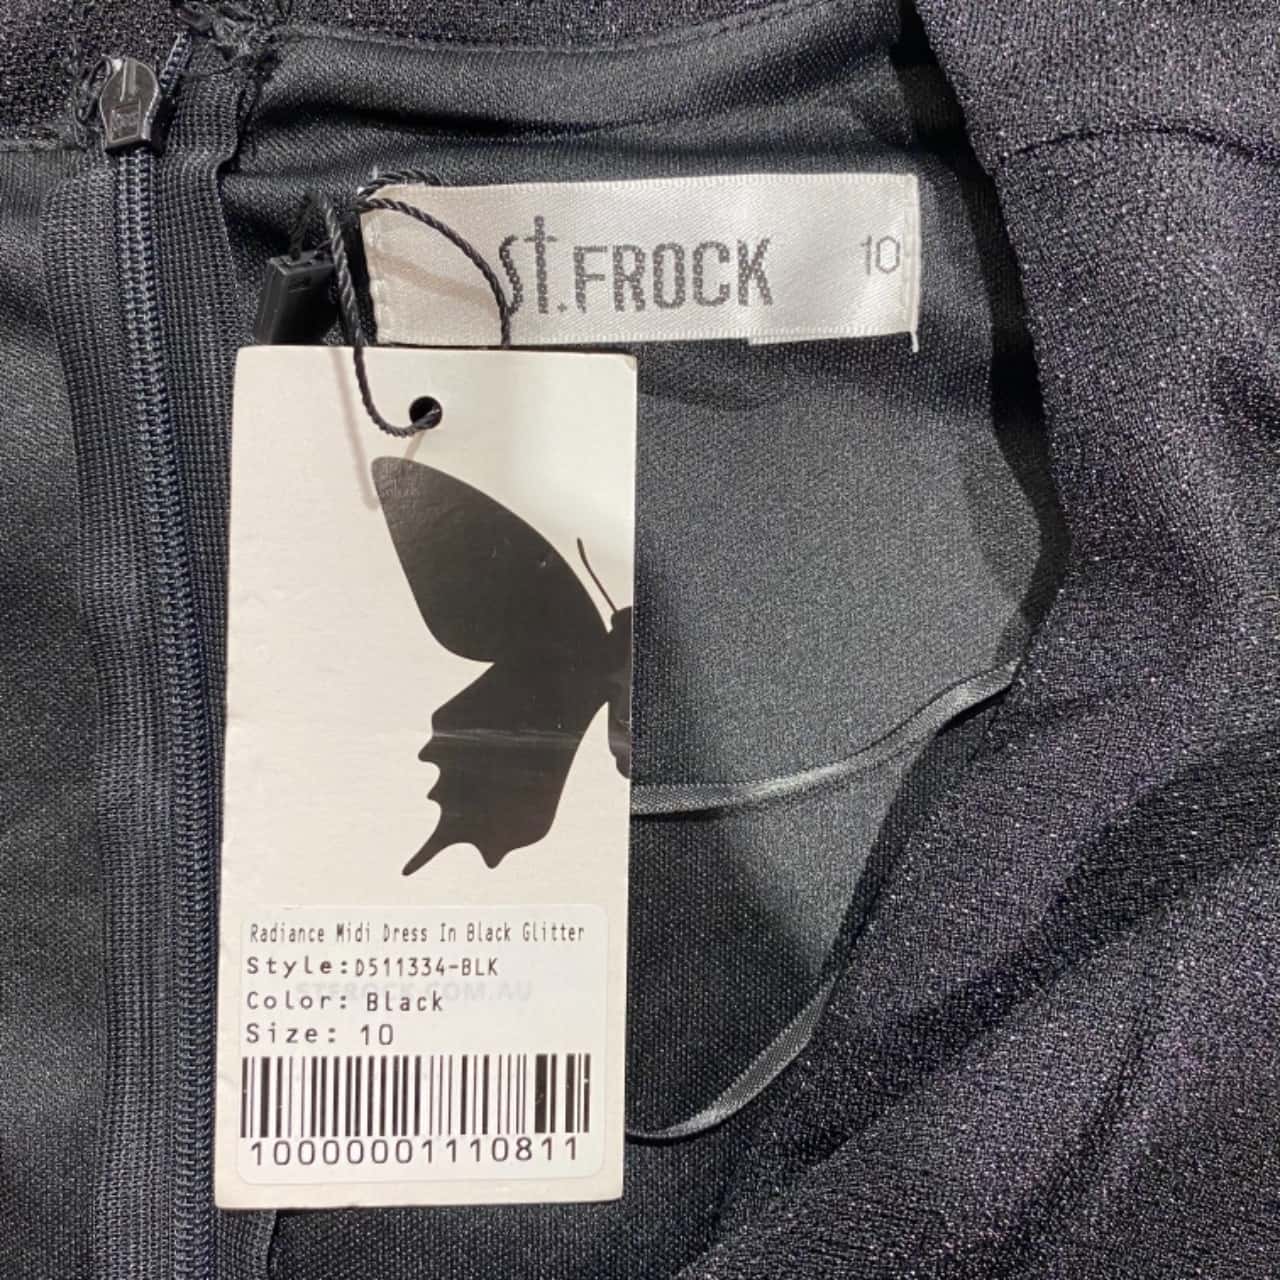 St.FROCK 10
Radiance Midi Dress In Black Glitter
Style:D511334-BLK
STFROCK.COM.AU
Color: Black
Size: 10
10000001110811